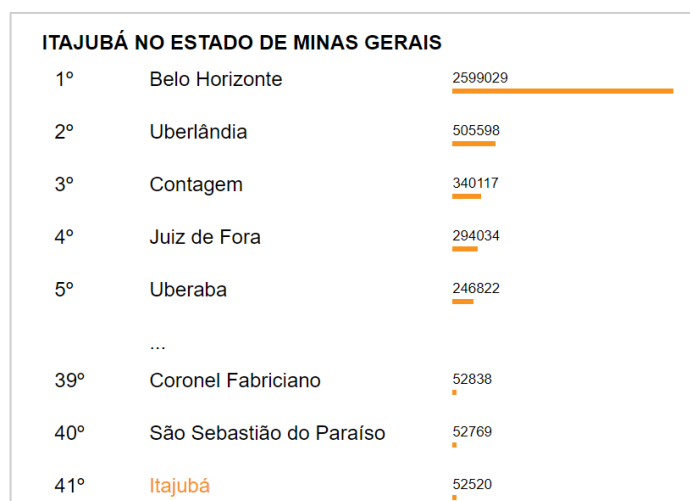 ITAJUBÁ NO ESTADO DE MINAS GERAIS
1º Belo Horizonte 2599029
2º Uberlândia 505598
3º Contagem 340117
4º Juiz de Fora 294034
5º Uberaba 246822
...
39º Coronel Fabriciano 52838
40º São Sebastião do Paraíso 52769
41º Itajubá 52520